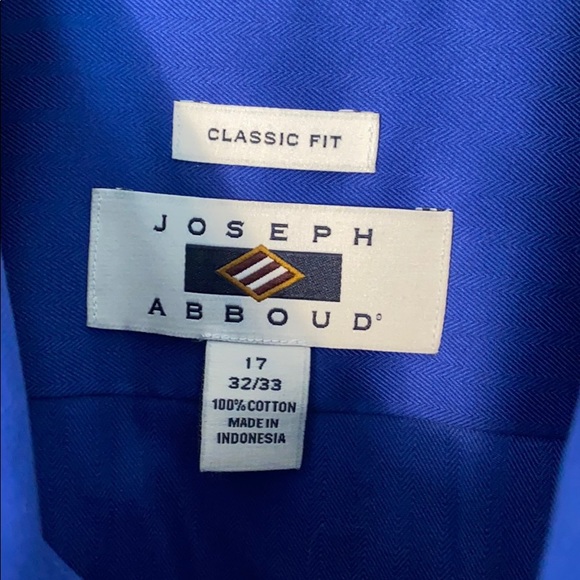 CLASSIC FIT
JOSEPH
ABBOUD®
17
32/33
100% COTTON
MADE IN
INDONESIA